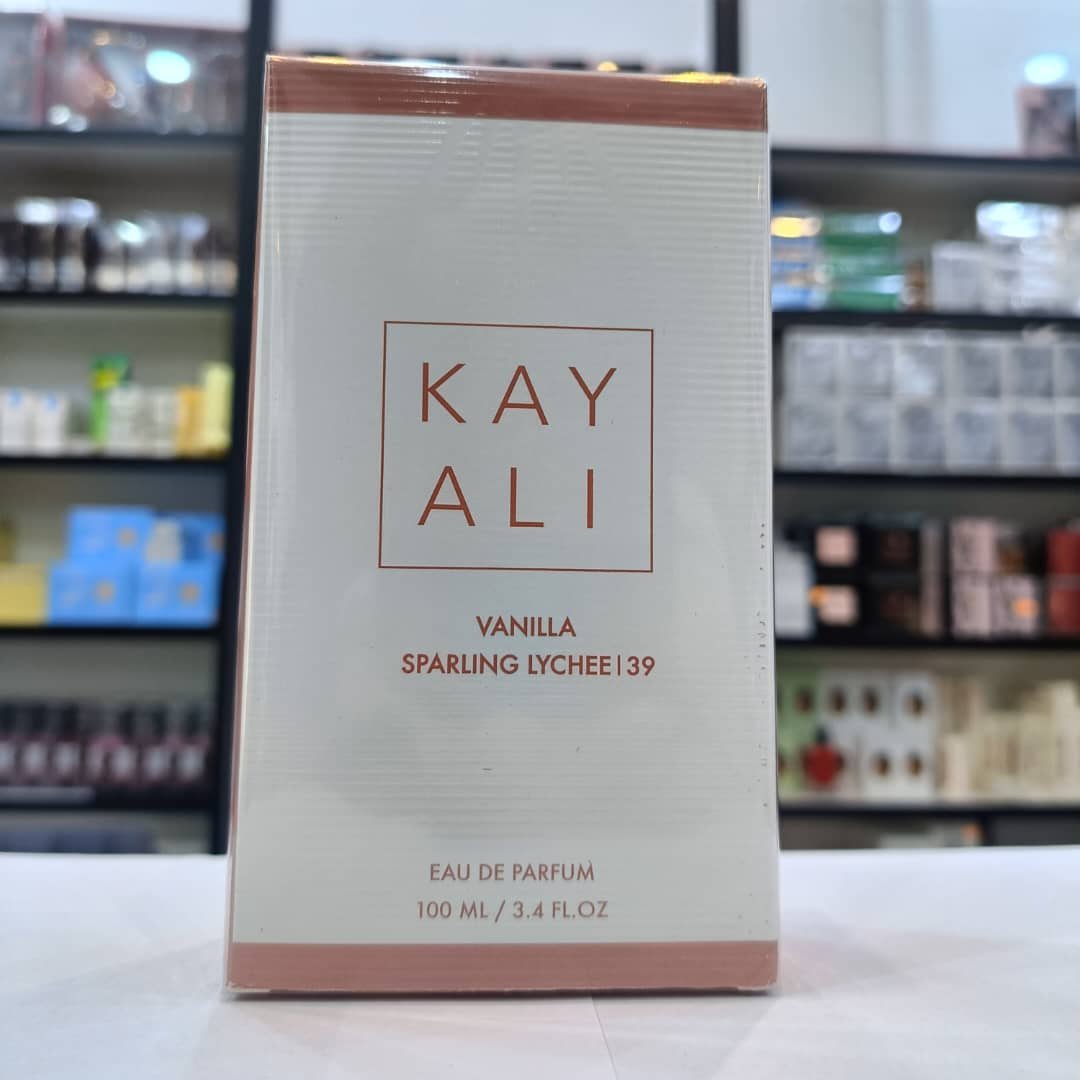 KAY
ALI
VANILLA
SPARLING LYCHEE|39
EAU DE PARFUM
100 ML / 3.4 FL.OZ